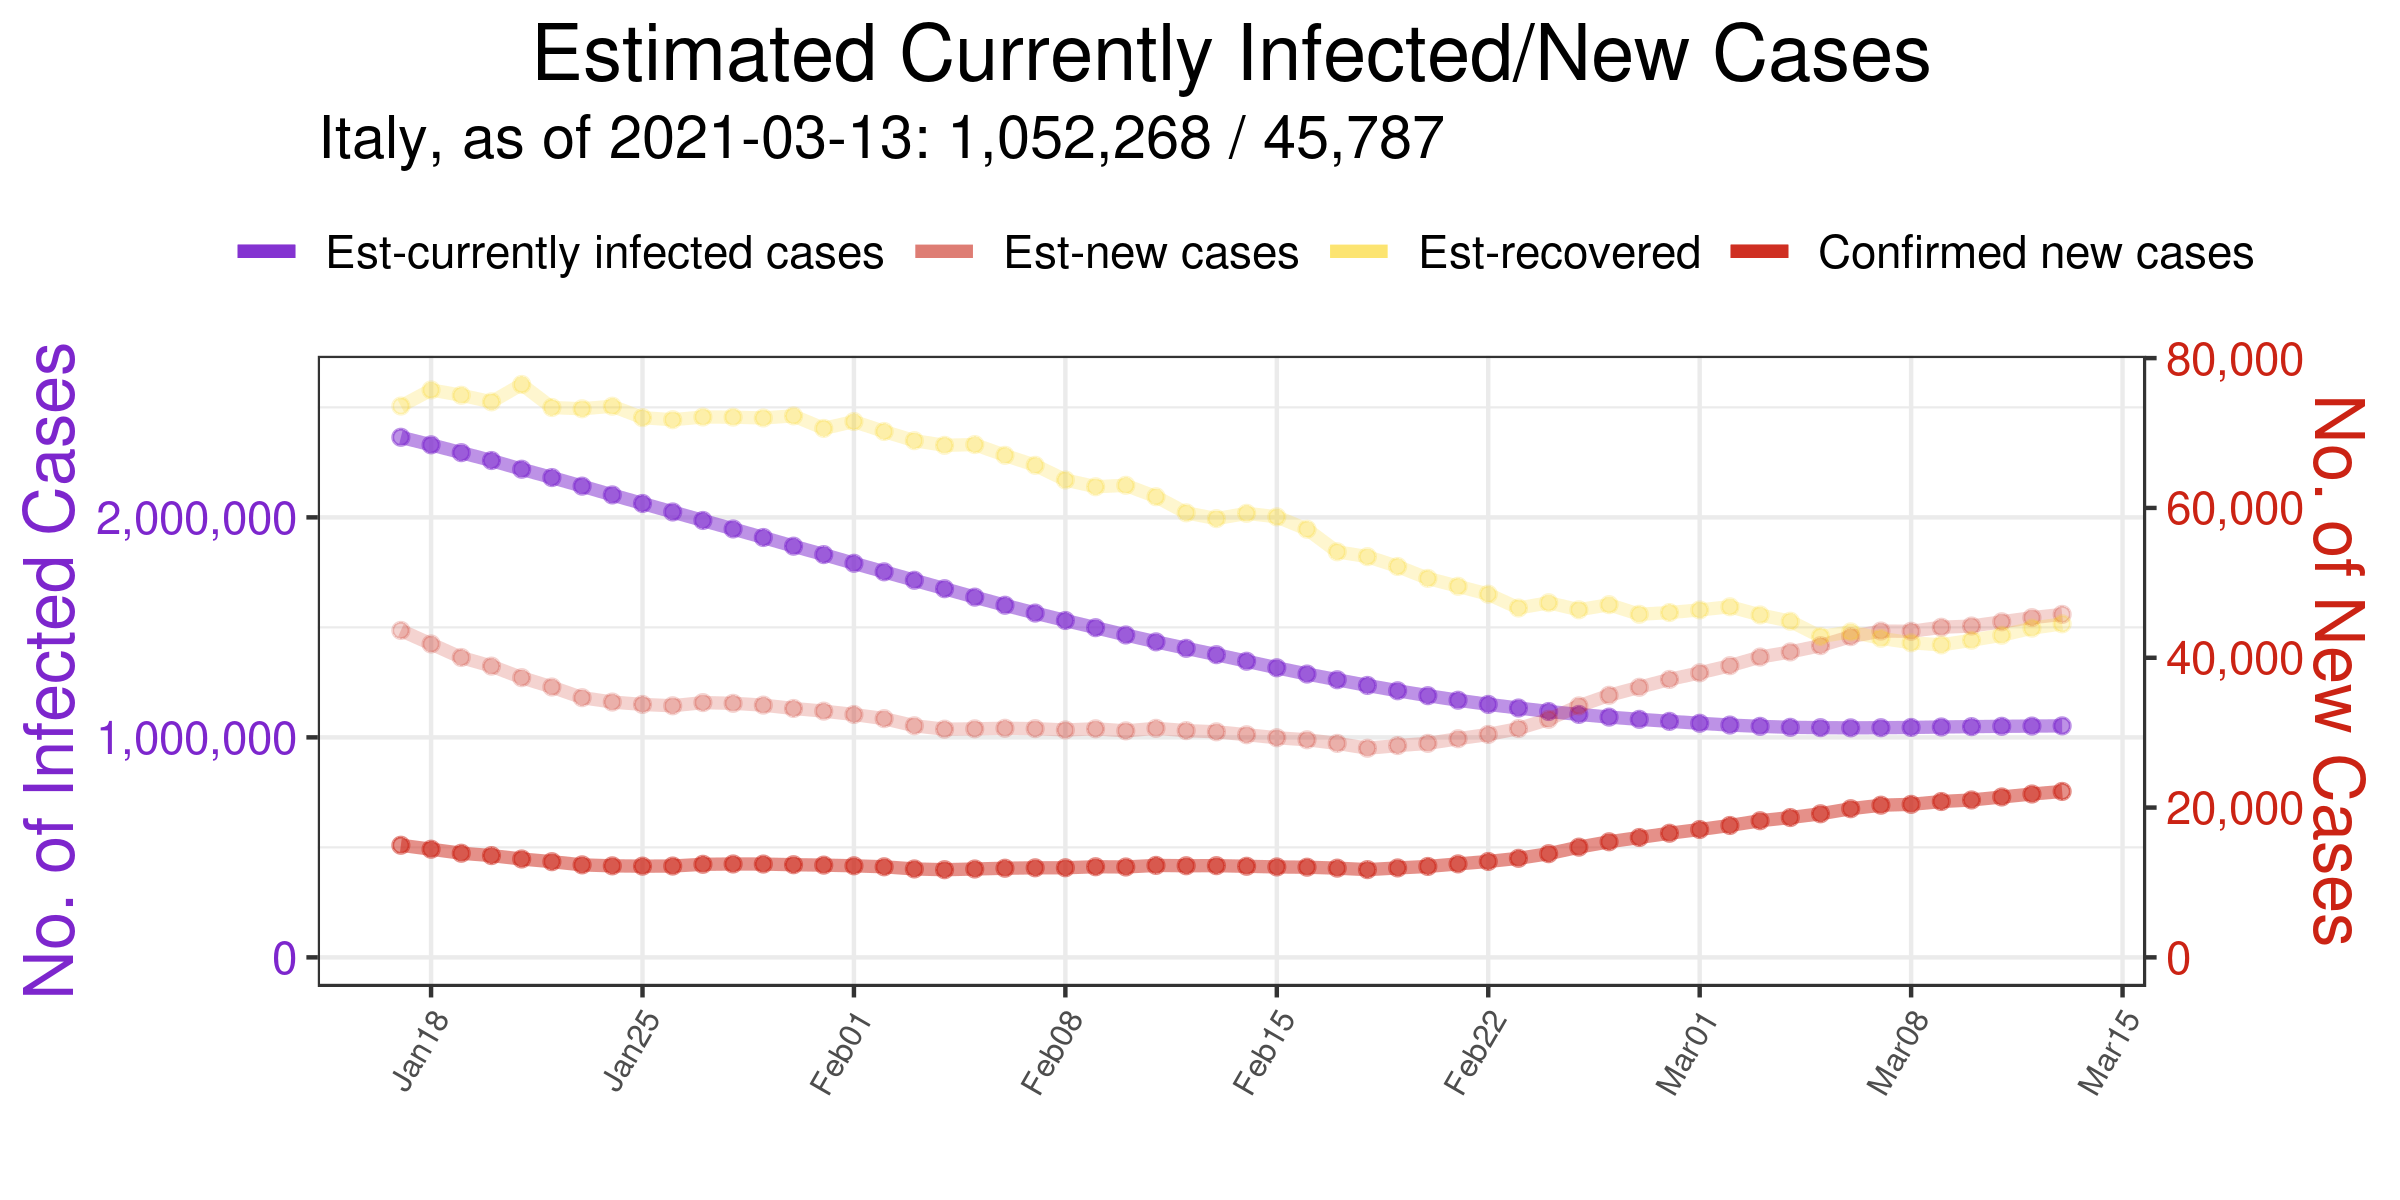 Estimated Currently Infected/New Cases
Italy, as of 2021-03-13: 1,052,268 / 45,787
Est-currently infected cases Est-new cases Est-recovered Confirmed new cases
No. of Infected Cases
2,000,000
1,000,000
0
80,000
60,000
40,000
20,000
0
No. of New Cases
Jan18 Jan25 Feb01 Feb08 Feb15 Feb22 Mar01 Mar08 Mar15